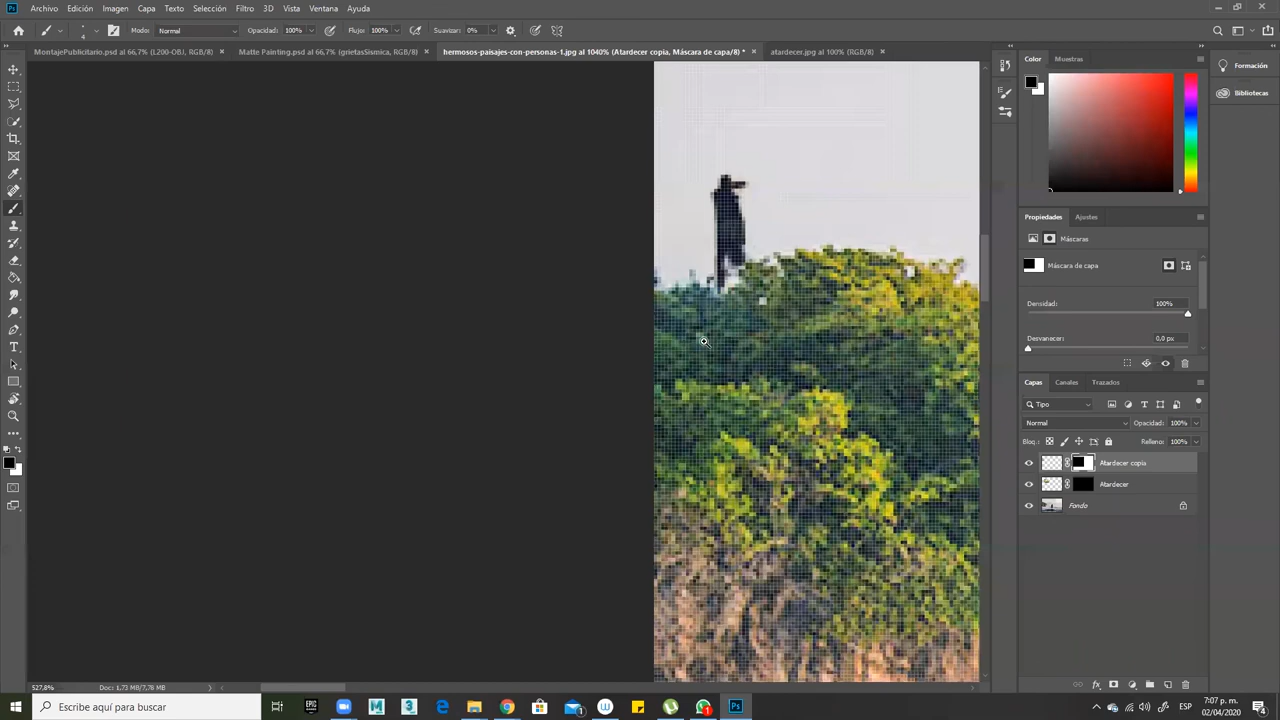 Archivo Edición Imagen Capa Texto Selección Filtro 3D Vista Ventana Ayuda
4 Modo: Normal Opacidad: 100% Flujo: 100% Suavizar: 0%
MontajePublicitario.psd al 66,7% (L200-OBJ, RGB/8) × Matte Painting.psd al 66,7% (grietasSismica, RGB/8) × hermosos-paisajes-con-personas-1.jpg al 1040% (Atardecer copia, Máscara de capa/8) * × atardecer.jpg al 100% (RGB/8) ×
Color Muestras
Formación
Bibliotecas
Propiedades Ajustes
Máscaras
Máscara de capa
Densidad: 100%
Desvanecer: 0,0 px
Capas Canales Trazados
Tipo
Normal Opacidad: 100%
Bloq.: Relleno: 100%
Atardecer copia
Atardecer
Fondo
527,8% Doc: 1,73 MB/7,76 MB
Escribe aquí para buscar
ESP
7:07 p. m.
02/04/2020